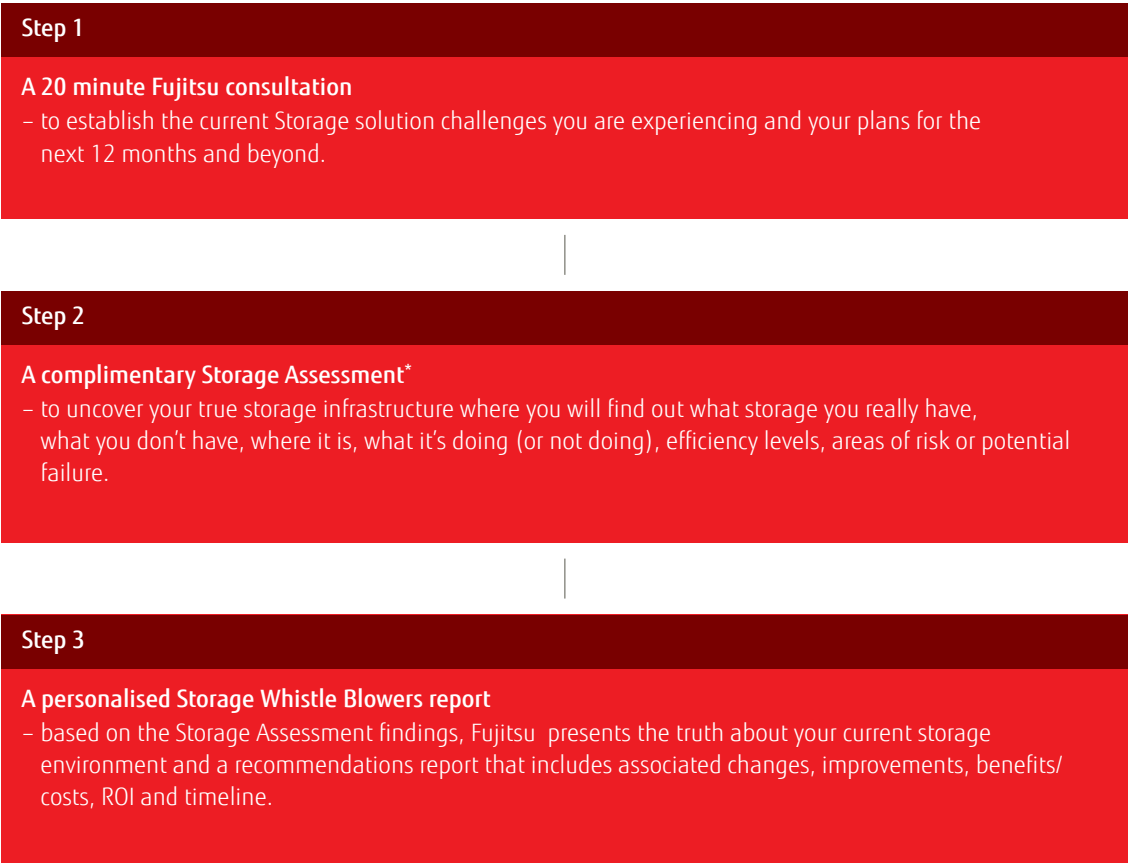 Step 1
A 20 minute Fujitsu consultation
– to establish the current Storage solution challenges you are experiencing and your plans for the
next 12 months and beyond.
Step 2
A complimentary Storage Assessment*
– to uncover your true storage infrastructure where you will find out what storage you really have,
what you don't have, where it is, what it's doing (or not doing), efficiency levels, areas of risk or potential
failure.
Step 3
A personalised Storage Whistle Blowers report
– based on the Storage Assessment findings, Fujitsu presents the truth about your current storage
environment and a recommendations report that includes associated changes, improvements, benefits/
costs, ROI and timeline.